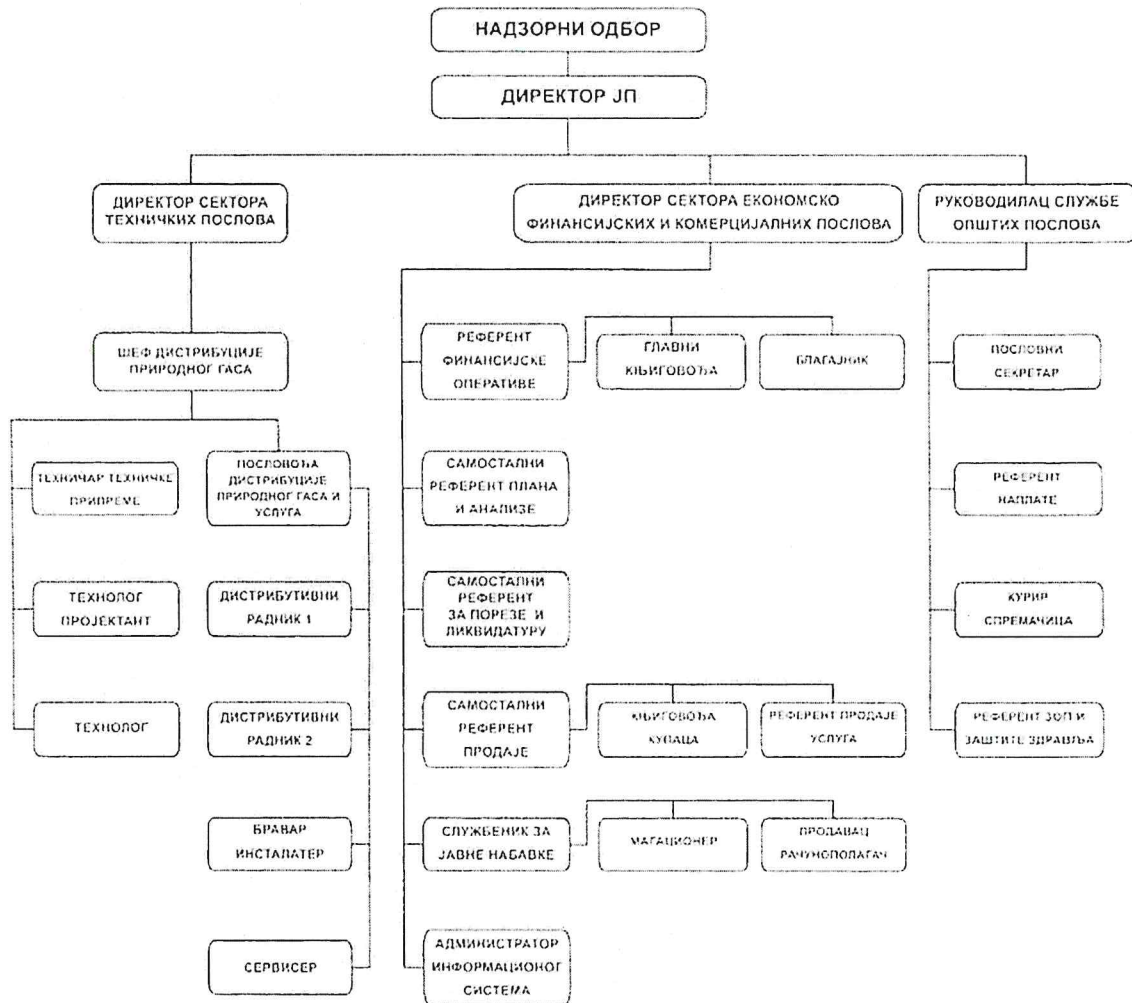 НАДЗОРНИ ОДБОР
ДИРЕКТОР ЈП
ДИРЕКТОР СЕКТОРА
ТЕХНИЧКИХ ПОСЛОВА
ДИРЕКТОР СЕКТОРА ЕКОНОМСКО
ФИНАНСИЈСКИХ И КОМЕРЦИЈАЛНИХ ПОСЛОВА
РУКОВОДИЛАЦ СЛУЖБЕ
ОПШТИХ ПОСЛОВА
ШЕФ ДИСТРИБУЦИЈЕ
ПРИРОДНОГ ГАСА
ТЕХНИЧАР ТЕХНИЧКЕ
ПРИПРЕМЕ
ТЕХНОЛОГ
ПРОЈЕКТАНТ
ТЕХНОЛОГ
ПОСЛОВОЂА
ДИСТРИБУЦИЈЕ
ПРИРОДНОГ ГАСА И
УСЛУГА
ДИСТРИБУТИВНИ
РАДНИК 1
ДИСТРИБУТИВНИ
РАДНИК 2
БРАВАР
ИНСТАЛАТЕР
СЕРВИСЕР
РЕФЕРЕНТ
ФИНАНСИЈСКЕ
ОПЕРАТИВЕ
ГЛАВНИ
КЊИГОВОЂА
БЛАГАЈНИК
САМОСТАЛНИ
РЕФЕРЕНТ ПЛАНА
И АНАЛИЗЕ
САМОСТАЛНИ
РЕФЕРЕНТ
ЗА ПОРЕЗЕ И
ЛИКВИДАТУРУ
САМОСТАЛНИ
РЕФЕРЕНТ
ПРОДАЈЕ
КЊИГОВОЂА
КУПАЦА
РЕФЕРЕНТ ПРОДАЈЕ
УСЛУГА
СЛУЖБЕНИК ЗА
ЈАВНЕ НАБАВКЕ
МАГАЦИОНЕР
ПРОДАВАЦ
РАЧУНОПОЛАГАЧ
АДМИНИСТРАТОР
ИНФОРМАЦИОНОГ
СИСТЕМА
ПОСЛОВНИ
СЕКРЕТАР
РЕФЕРЕНТ
НАПЛАТЕ
КУРИР
СПРЕМАЧИЦА
РЕФЕРЕНТ ЗОП И
ЗАШТИТЕ ЗДРАВЉА